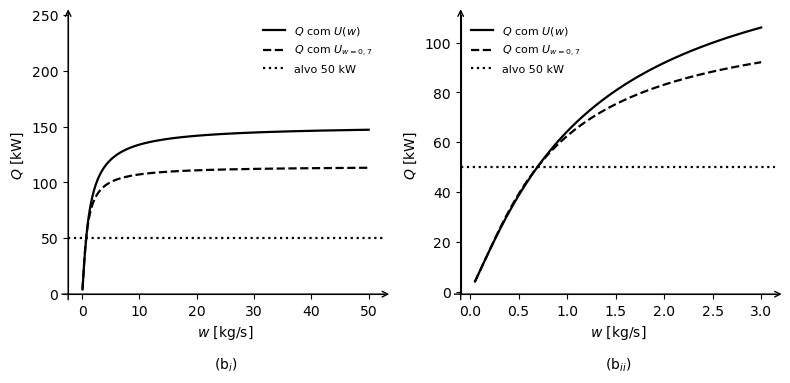 250
200
150
100
50
0
Q [kW]
Q com U(w)
Q com U_{w=0,7}
alvo 50 kW
0 10 20 30 40 50
w [kg/s]
(b_i)
100
80
60
40
20
0
Q [kW]
Q com U(w)
Q com U_{w=0,7}
alvo 50 kW
0.0 0.5 1.0 1.5 2.0 2.5 3.0
w [kg/s]
(b_{ii})